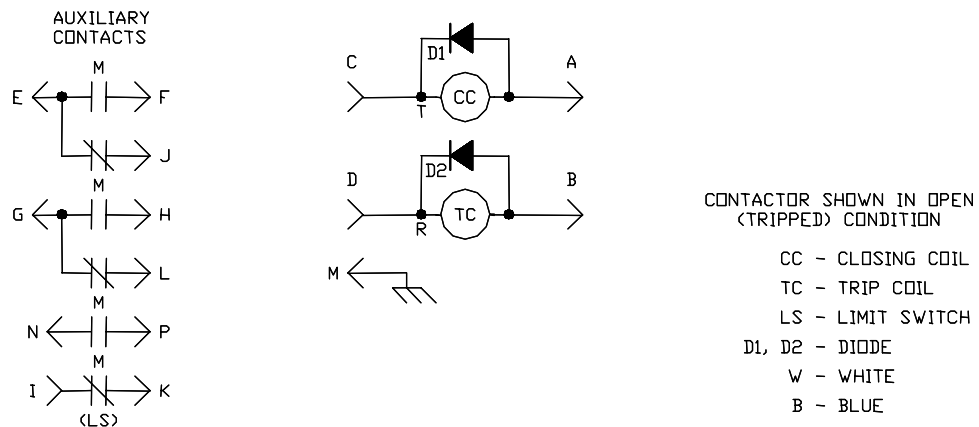 AUXILIARY
CONTACTS
M
E
F
J
M
G
H
L
M
N
P
M
I
K
(LS)
C
D1
A
CC
T
D
D2
B
TC
R
M
CONTACTOR SHOWN IN OPEN
(TRIPPED) CONDITION
CC - CLOSING COIL
TC - TRIP COIL
LS - LIMIT SWITCH
D1, D2 - DIODE
W - WHITE
B - BLUE